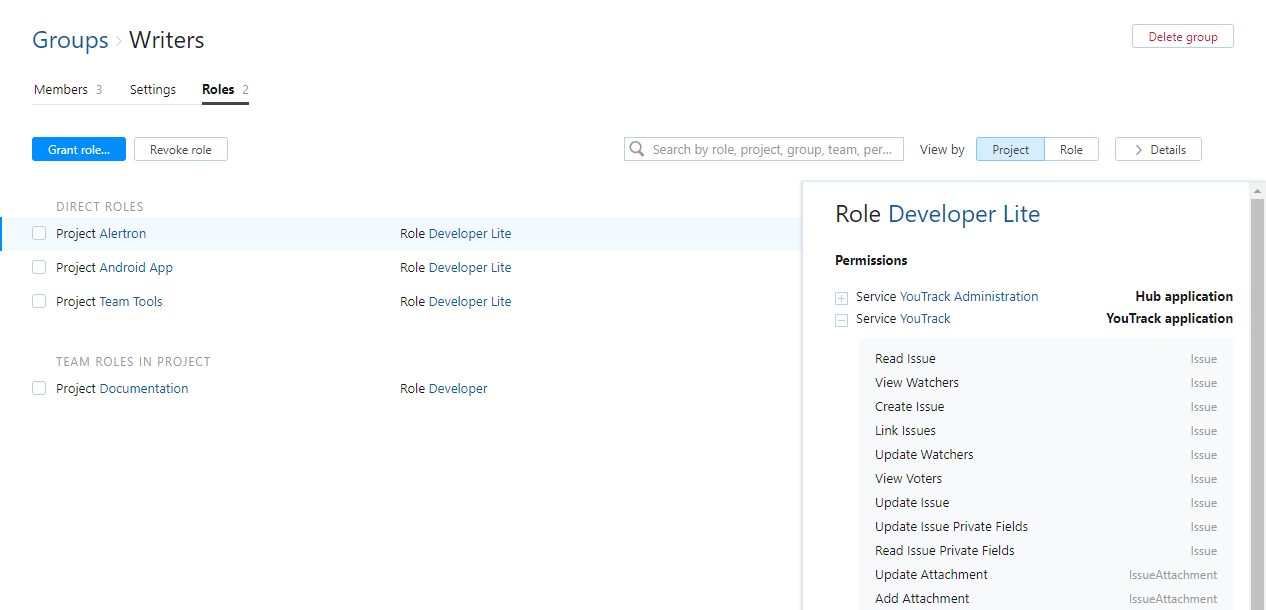 Groups › Writers
Delete group
Members 3 Settings Roles 2
Grant role... Revoke role
Search by role, project, group, team, per... View by Project Role Details
DIRECT ROLES
Project Alertron Role Developer Lite
Project Android App Role Developer Lite
Project Team Tools Role Developer Lite
TEAM ROLES IN PROJECT
Project Documentation Role Developer
Role Developer Lite
Permissions
Service YouTrack Administration Hub application
Service YouTrack YouTrack application
Read Issue Issue
View Watchers Issue
Create Issue Issue
Link Issues Issue
Update Watchers Issue
View Voters Issue
Update Issue Issue
Update Issue Private Fields Issue
Read Issue Private Fields Issue
Update Attachment IssueAttachment
Add Attachment IssueAttachment